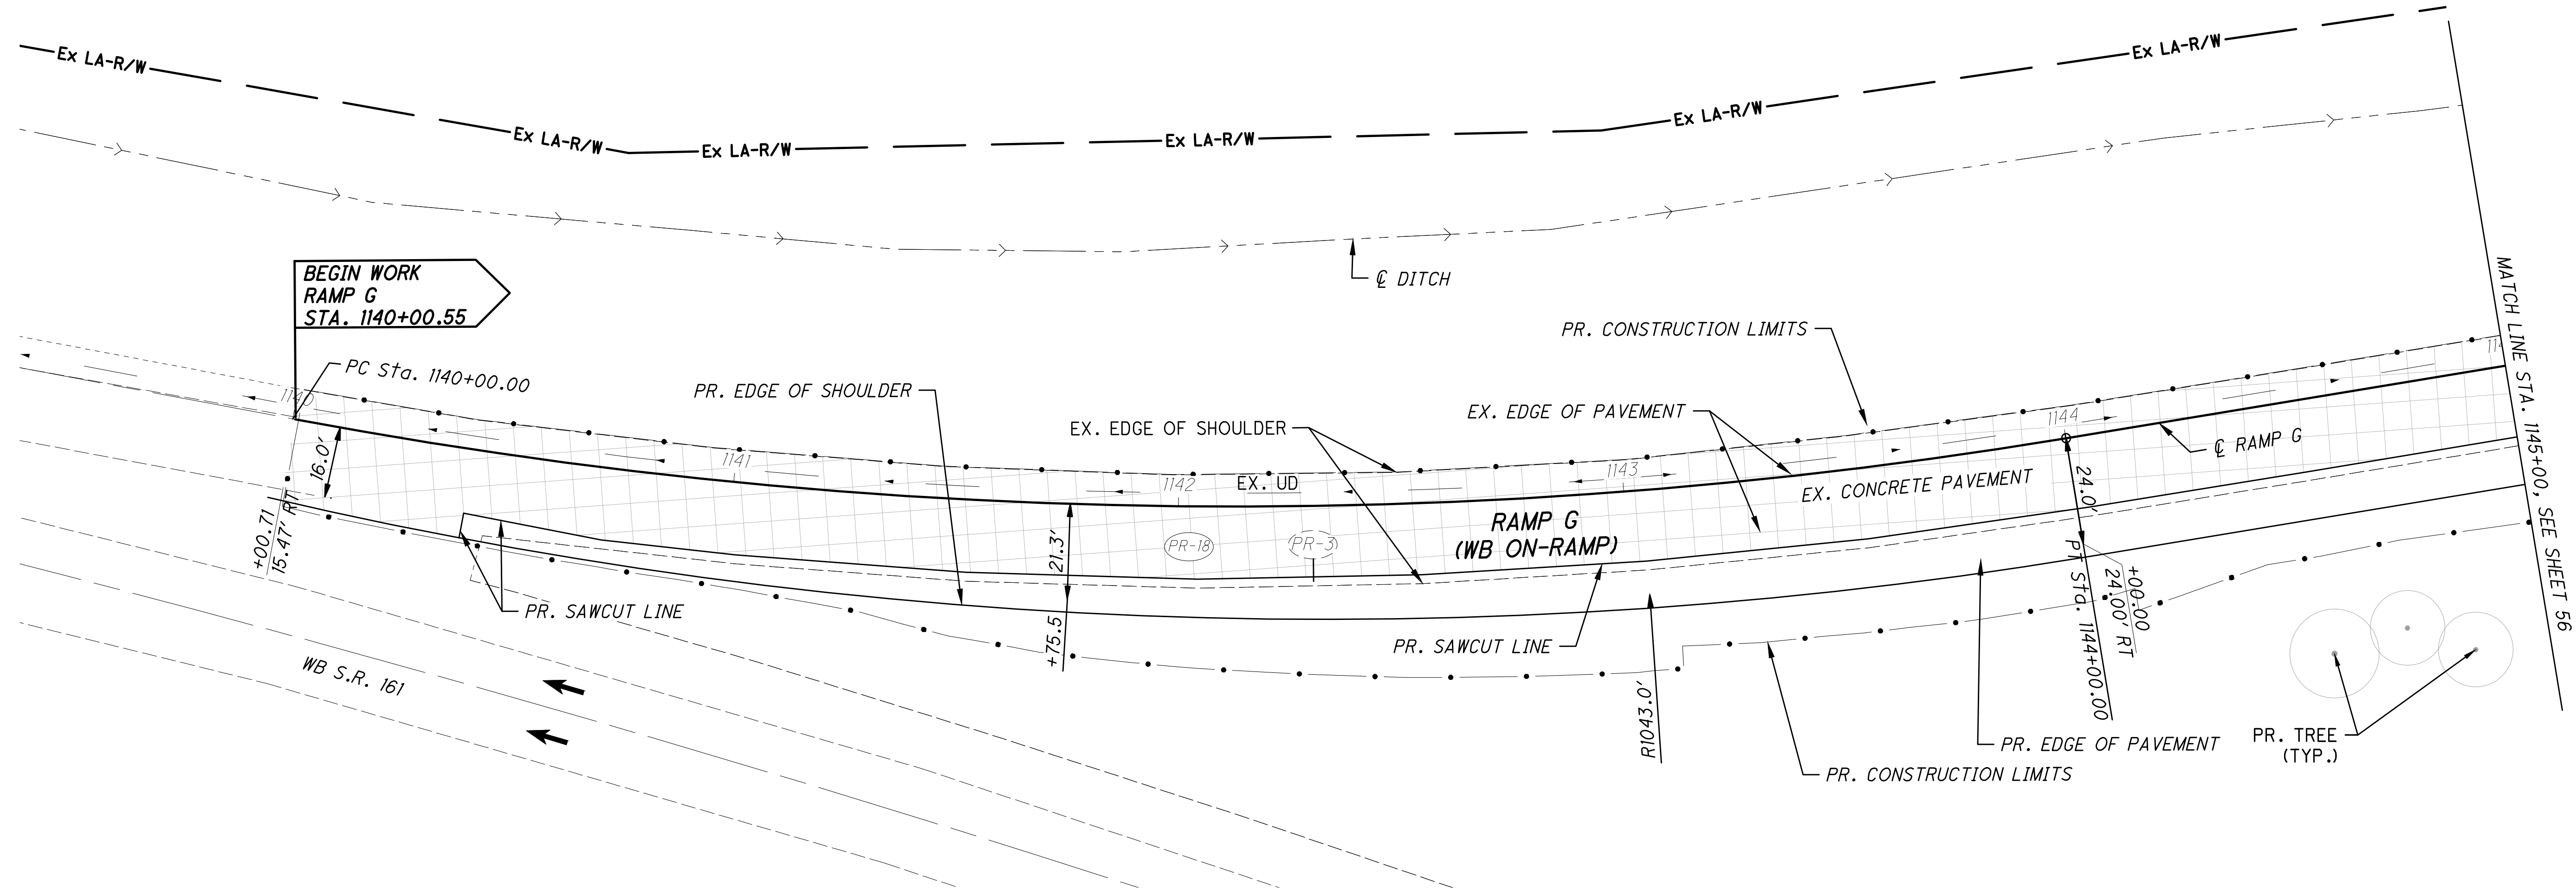 Ex LA-R/W
Ex LA-R/W
Ex LA-R/W
Ex LA-R/W
Ex LA-R/W
Ex LA-R/W
℄ DITCH
BEGIN WORK
RAMP G
STA. 1140+00.55
PC Sta. 1140+00.00
1140
16.0'
+00.71
15.47' RT
PR. EDGE OF SHOULDER
1141
EX. EDGE OF SHOULDER
1142
EX. UD
PR. CONSTRUCTION LIMITS
EX. EDGE OF PAVEMENT
1143
1144
EX. CONCRETE PAVEMENT
℄ RAMP G
RAMP G
(WB ON-RAMP)
PR-18
PR-3
21.3'
+75.5
PR. SAWCUT LINE
PR. SAWCUT LINE
R1043.0'
24.0'
PT Sta. 1144+00.00
+00.00
24.00' RT
PR. EDGE OF PAVEMENT
PR. CONSTRUCTION LIMITS
PR. TREE
(TYP.)
WB S.R. 161
MATCH LINE STA. 1145+00, SEE SHEET 56